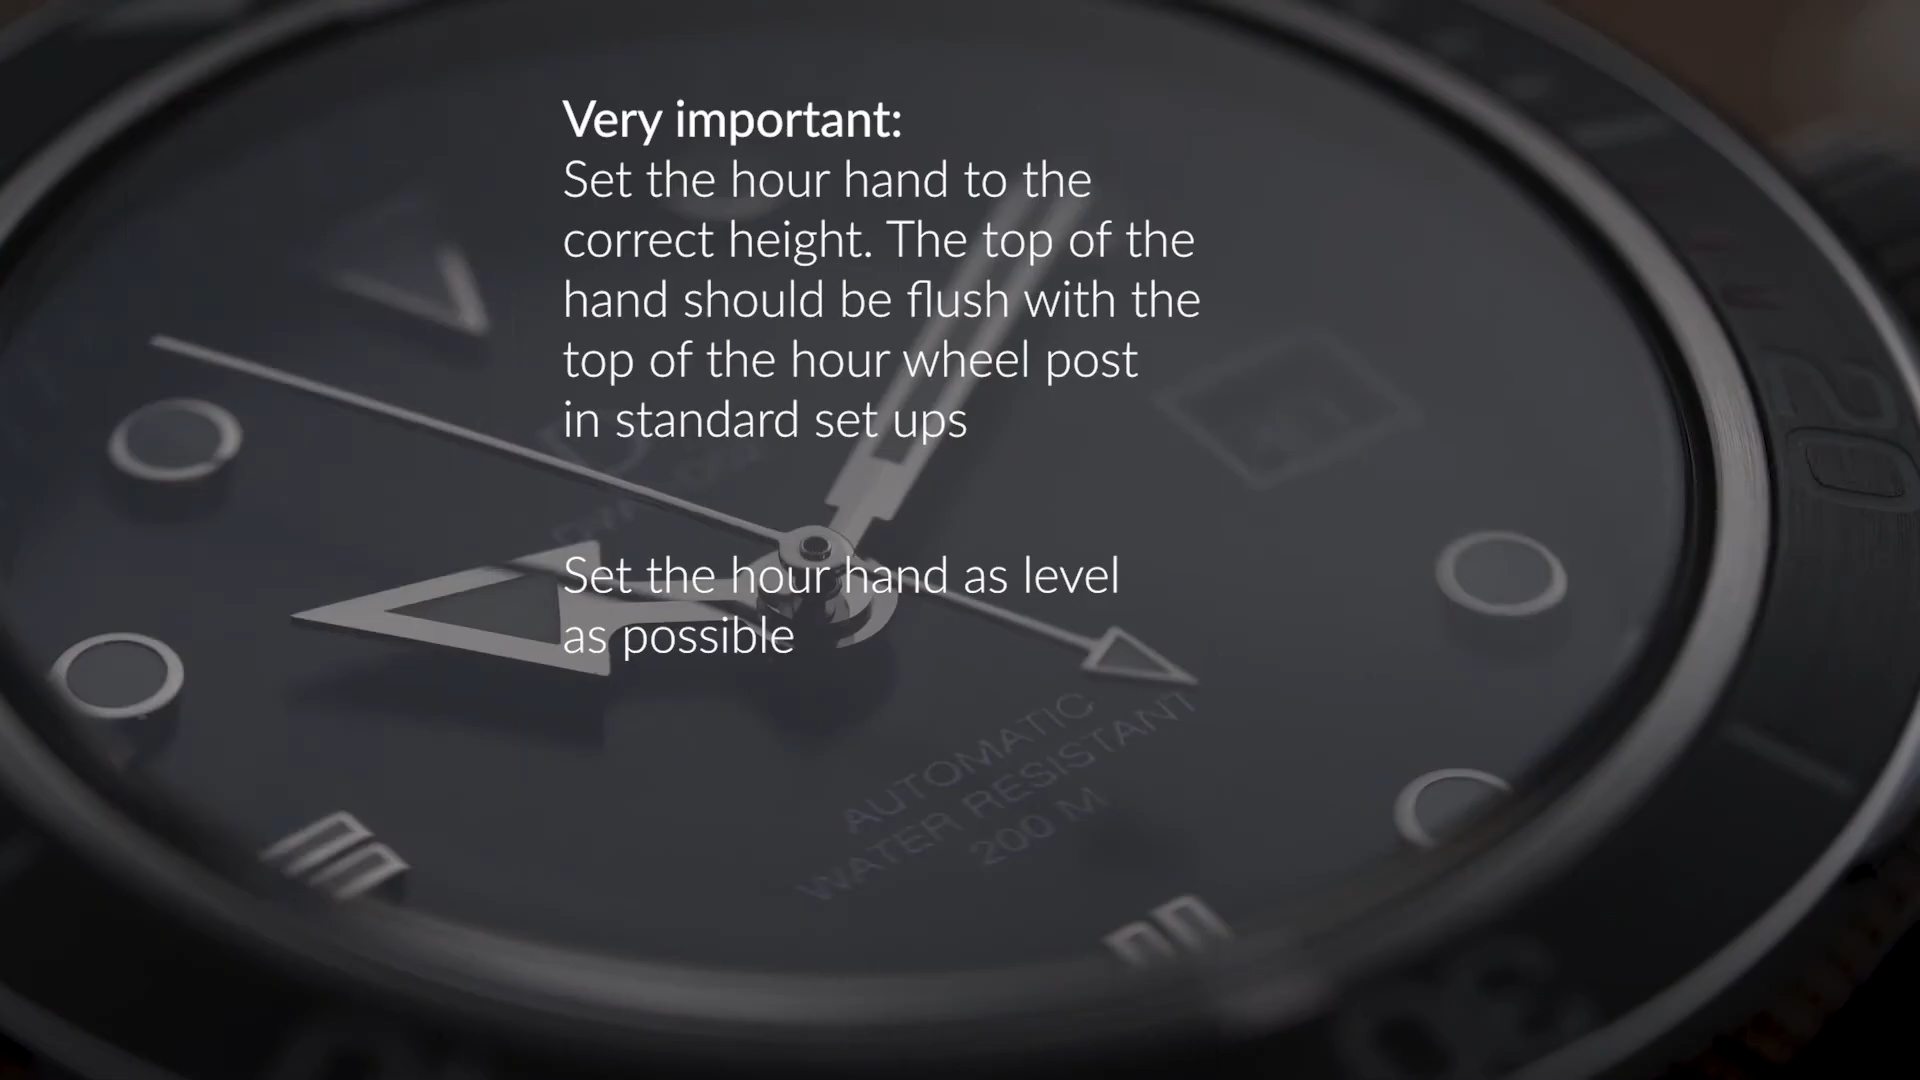 Very important:
Set the hour hand to the
correct height. The top of the
hand should be flush with the
top of the hour wheel post
in standard set ups
Set the hour hand as level
as possible
AUTOMATIC
WATER RESISTANT
200 M
20